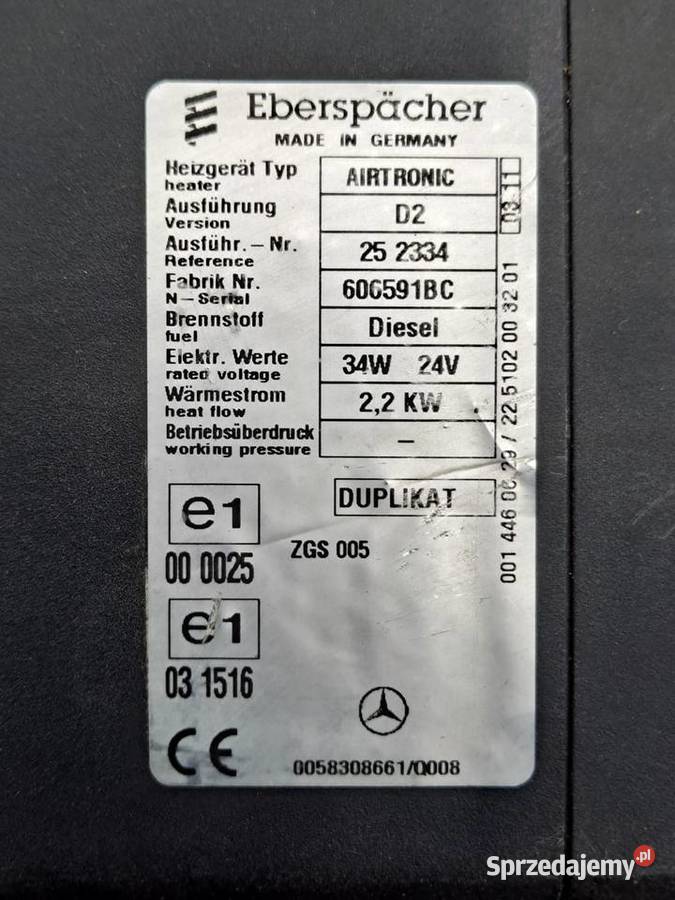 Eberspächer
MADE IN GERMANY
Heizgerät Typ
heater
AIRTRONIC
Ausführung
Version
D2
Ausführ.-Nr.
Reference
25 2334
Fabrik Nr.
N-Serial
606591BC
Brennstoff
fuel
Diesel
Elektr. Werte
rated voltage
34W 24V
Wärmestrom
heat flow
2,2 KW
Betriebsüberdruck
working pressure
–
03 11
001 446 29 / 22 5102 00 32 01
DUPLIKAT
e1
00 0025
ZGS 005
e1
03 1516
CE
0058308661/Q008
Sprzedajemy.pl